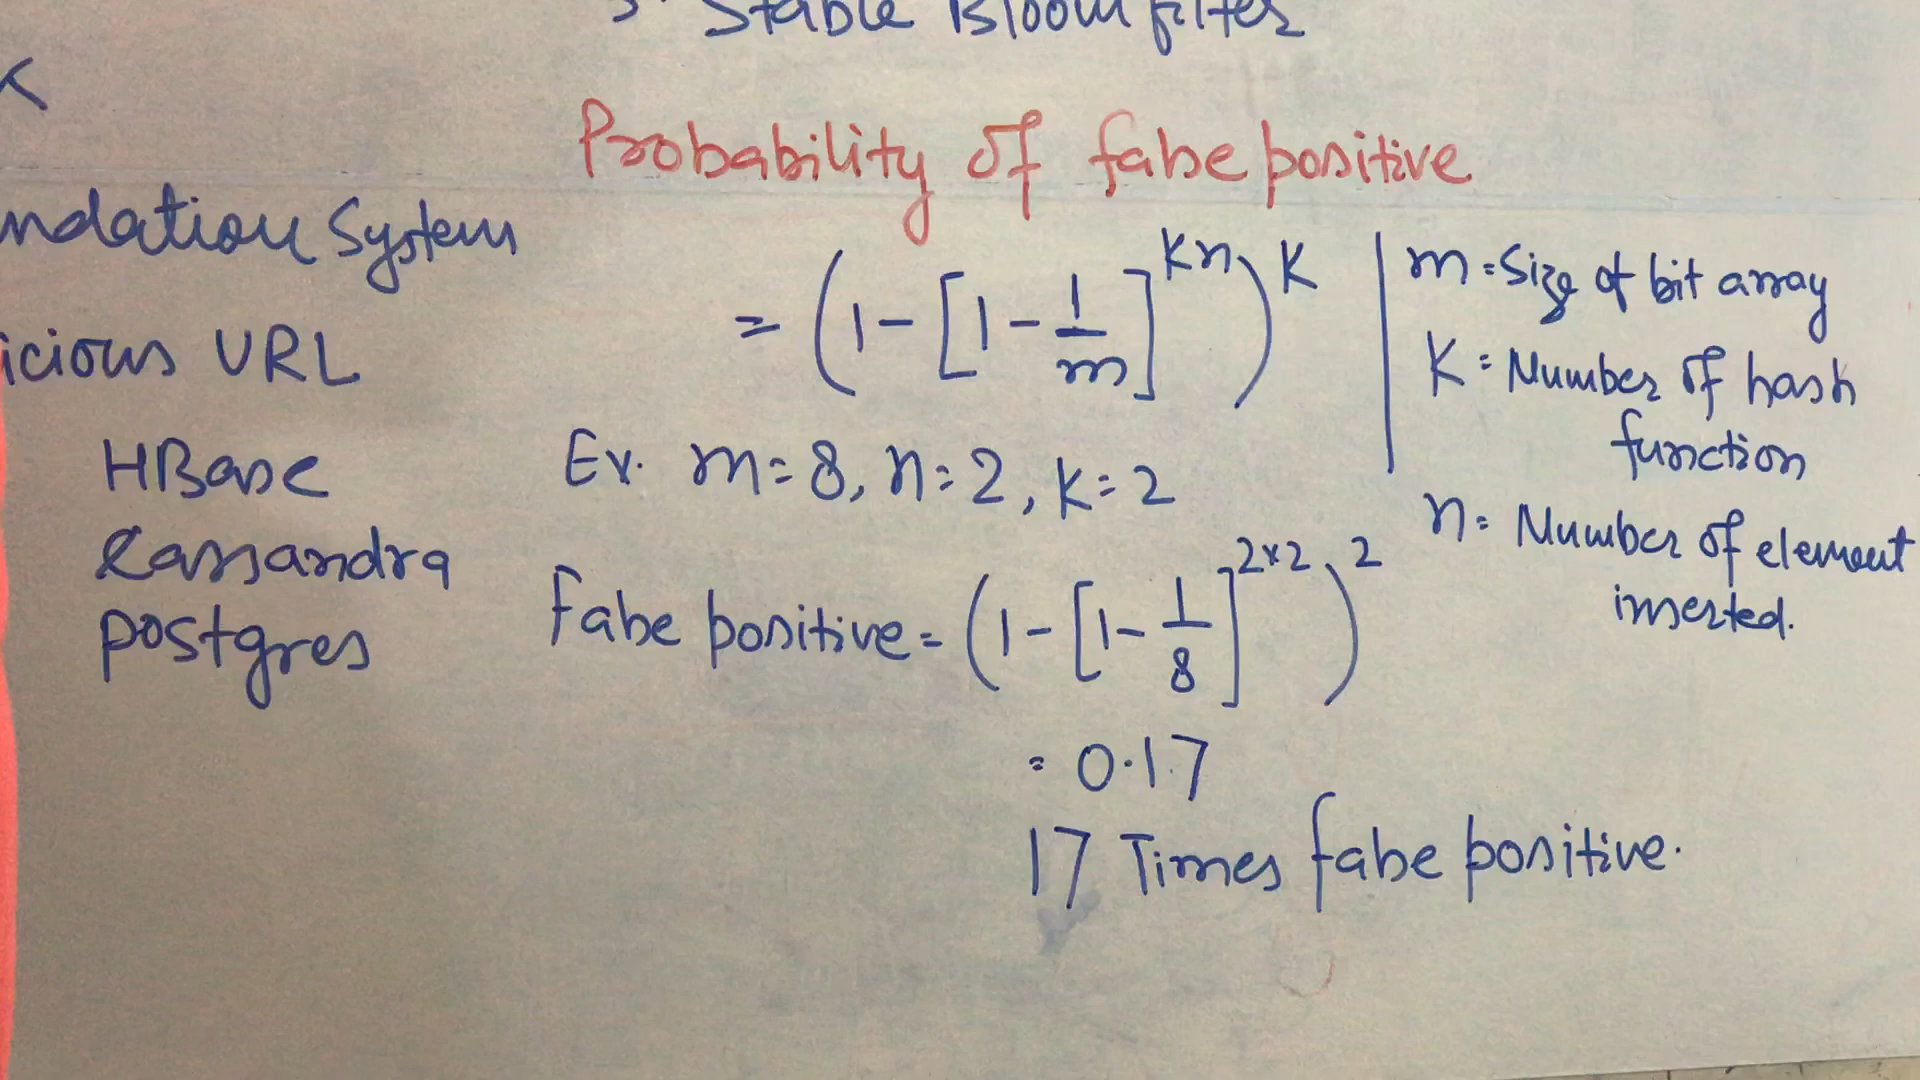 3. Stable Bloom filter
K
ndation System
icious URL
HBase
Cassandra
Postgres
Probability of false positive
= (1 - [1 - 1/m]^kn)^k
m = Size of bit array
K = Number of hash
function
n = Number of element
inserted.
Ex. m = 8, n = 2, k = 2
False positive = (1 - [1 - 1/8]^2x2)^2
= 0.17
17 Times false positive.